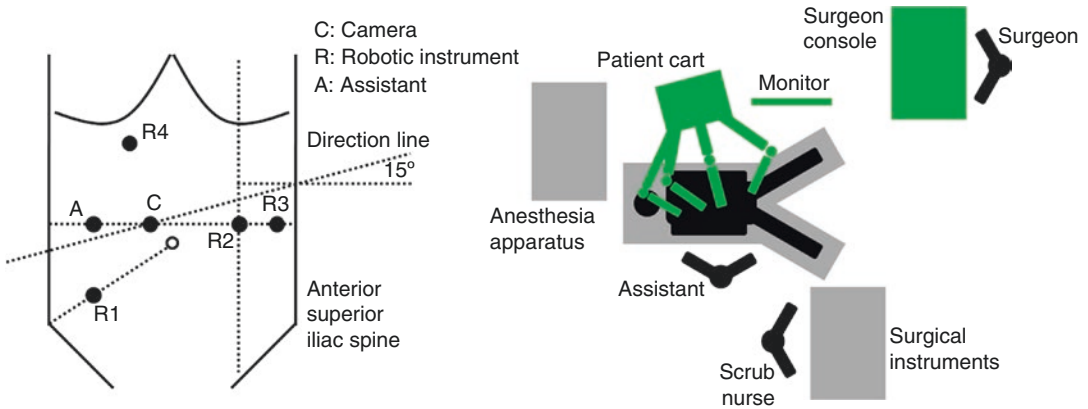 C: Camera
R: Robotic instrument
A: Assistant
R4
Direction line
15º
A
C
R3
R2
R1
Anterior
superior
iliac spine
Surgeon
console
Surgeon
Patient cart
Monitor
Anesthesia
apparatus
Assistant
Surgical
instruments
Scrub
nurse